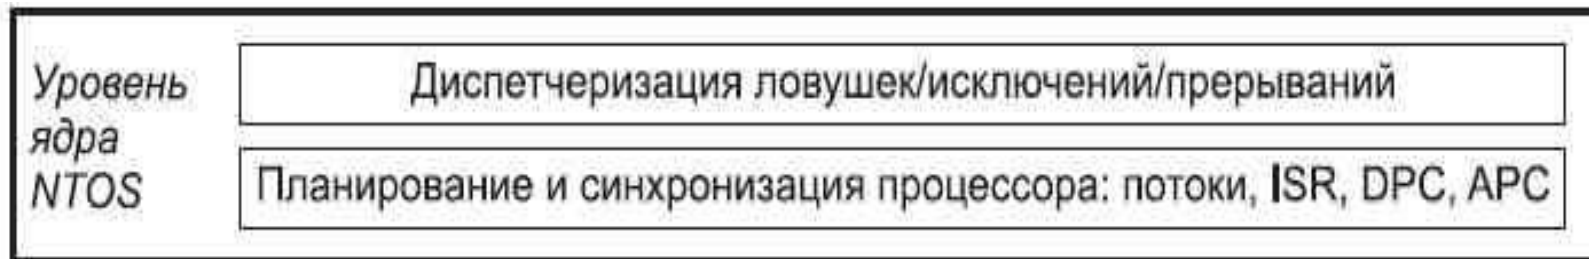 Уровень
ядра
NTOS
Диспетчеризация ловушек/исключений/прерываний
Планирование и синхронизация процессора: потоки, ISR, DPC, APC